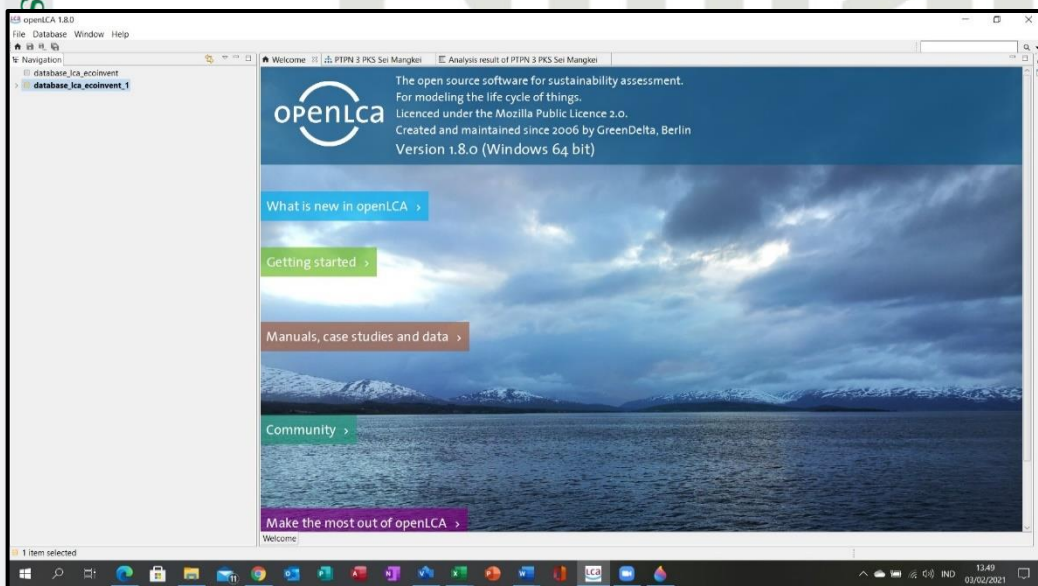 openLCA 1.8.0
File Database Window Help
Navigation
Welcome
PTPN 3 PKS Sei Mangkei
Analysis result of PTPN 3 PKS Sei Mangkei
database_lca_ecoinvent
database_lca_ecoinvent_1
openLCA
The open source software for sustainability assessment.
For modeling the life cycle of things.
Licenced under the Mozilla Public Licence 2.0.
Created and maintained since 2006 by GreenDelta, Berlin
Version 1.8.0 (Windows 64 bit)
What is new in openLCA ›
Getting started ›
Manuals, case studies and data ›
Community ›
Make the most out of openLCA ›
Welcome
1 item selected
LCA
IND
13.49
03/02/2021